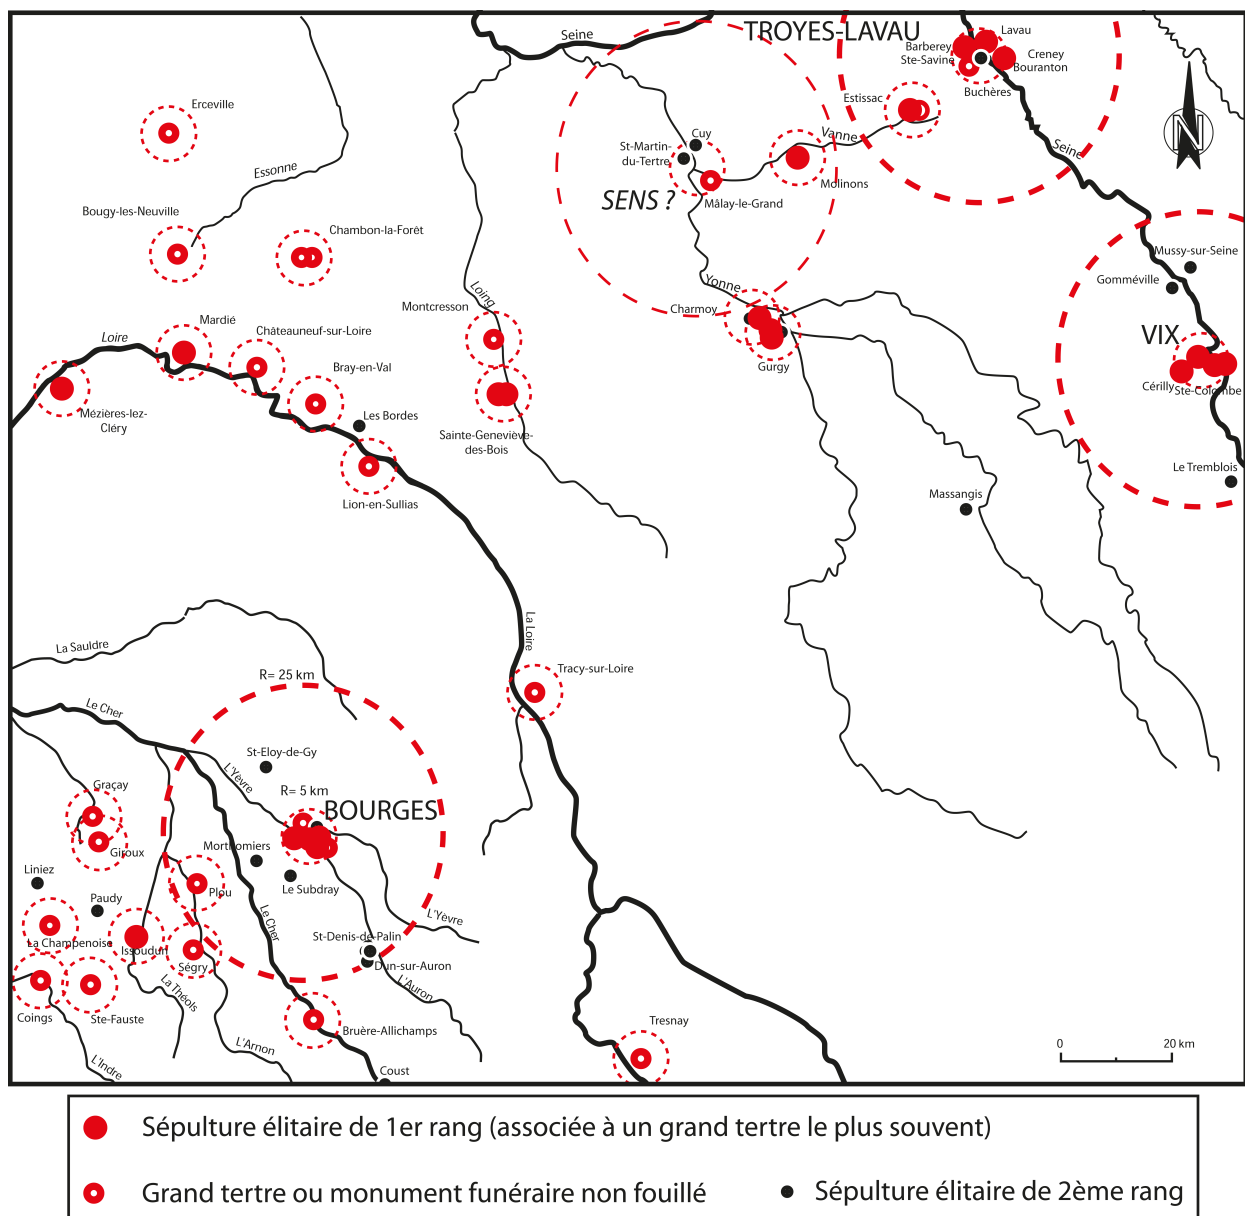 Seine
TROYES-LAVAU
Lavau
Barberey
Ste-Savine
Creney
Bouranton
Buchères
Erceville
Estissac
Essonne
Cuy
Vanne
St-Martin-
du-Tertre
Seine
N
Molinons
SENS ?
Mâlay-le-Grand
Bougy-les-Neuville
Chambon-la-Forêt
Mussy-sur-Seine
Gomméville
Yonne
Loing
Montcresson
Charmoy
Mardié
Châteauneuf-sur-Loire
Loire
VIX
Bray-en-Val
Gurgy
Cérilly
Ste-Colombe
Mézières-lez-
Cléry
Les Bordes
Sainte-Geneviève-
des-Bois
Le Tremblois
Lion-en-Sullias
Massangis
La Loire
La Sauldre
Tracy-sur-Loire
R= 25 km
Le Cher
St-Eloy-de-Gy
L'Yèvre
Graçay
R= 5 km
BOURGES
Morthomiers
Giroux
Liniez
Plou
Le Subdray
Paudy
Le Cher
L'Yèvre
La Champenoise
Issoudun
St-Denis-de-Palin
Ségry
Dun-sur-Auron
La Théols
L'Auron
Coings
Ste-Fauste
Bruère-Allichamps
Tresnay
L'Arnon
L'Indre
Coust
0
20 km
Sépulture élitaire de 1er rang (associée à un grand tertre le plus souvent)
Grand tertre ou monument funéraire non fouillé
Sépulture élitaire de 2ème rang